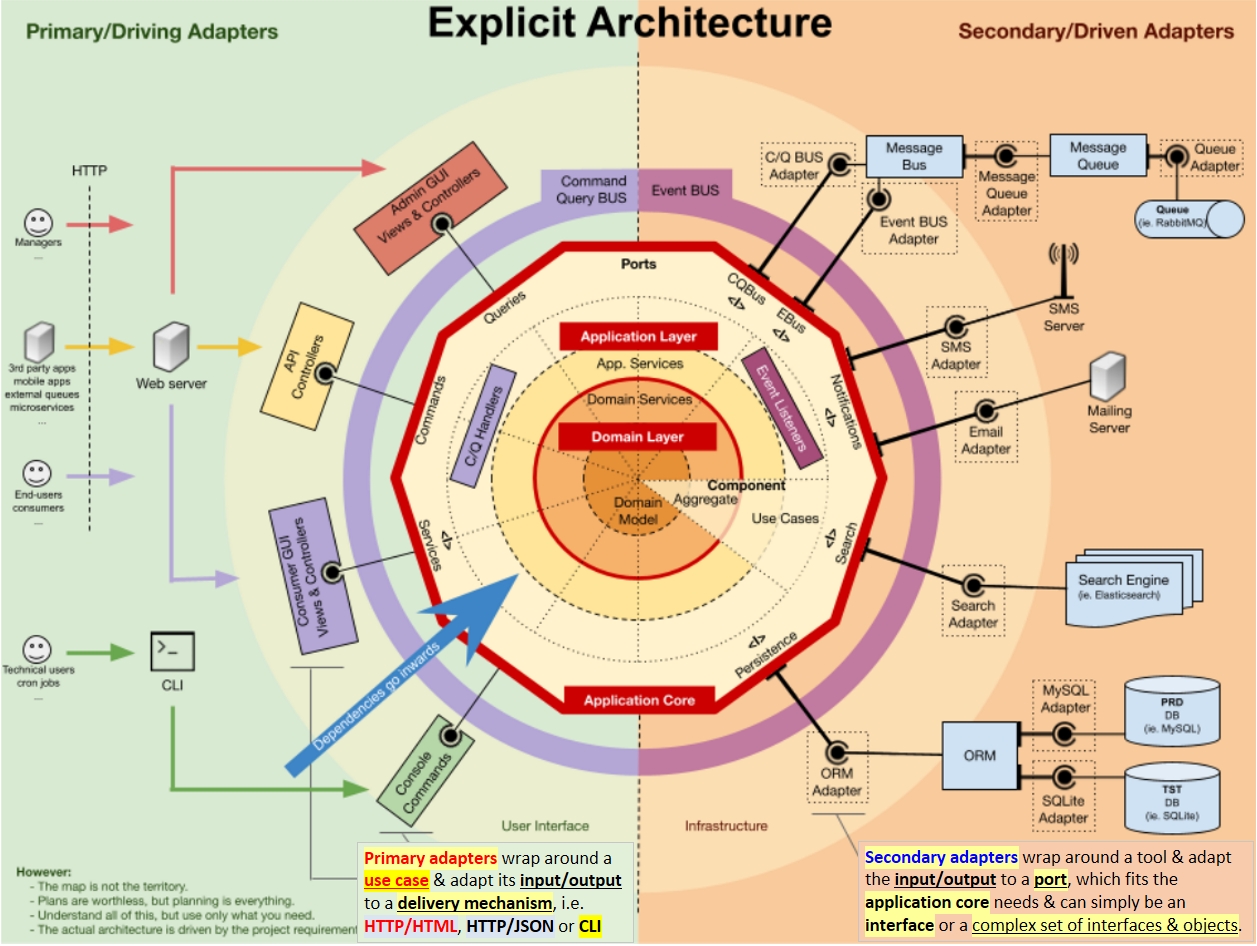 Explicit Architecture
Primary/Driving Adapters
Secondary/Driven Adapters
HTTP
Managers
...
3rd party apps
mobile apps
external queues
microservices
...
Web server
End-users
consumers
...
Technical users
cron jobs
...
>_
CLI
Admin GUI
Views & Controllers
API
Controllers
Consumer GUI
Views & Controllers
Console
Commands
Command
Query BUS
Event BUS
Ports
Queries
Commands
Services
</>
C/Q Handlers
Application Layer
App. Services
Domain Services
Domain Layer
Domain
Model
Component
Aggregate
Use Cases
Event Listeners
CQBus
</>
EBus
</>
Notifications
</>
Search
</>
Persistence
</>
Application Core
Dependencies go inwards
User Interface
Infrastructure
C/Q BUS
Adapter
Message
Bus
Message
Queue
Adapter
Message
Queue
Queue
Adapter
Queue
(ie. RabbitMQ)
Event BUS
Adapter
SMS
Server
SMS
Adapter
Mailing
Server
Email
Adapter
Search Engine
(ie. Elasticsearch)
Search
Adapter
ORM
Adapter
ORM
MySQL
Adapter
PRD
DB
(ie. MySQL)
SQLite
Adapter
TST
DB
(ie. SQLite)
However:
- The map is not the territory.
- Plans are worthless, but planning is everything.
- Understand all of this, but use only what you need.
- The actual architecture is driven by the project requirement
Primary adapters wrap around a
use case & adapt its input/output
to a delivery mechanism, i.e.
HTTP/HTML, HTTP/JSON or CLI
Secondary adapters wrap around a tool & adapt
the input/output to a port, which fits the
application core needs & can simply be an
interface or a complex set of interfaces & objects.